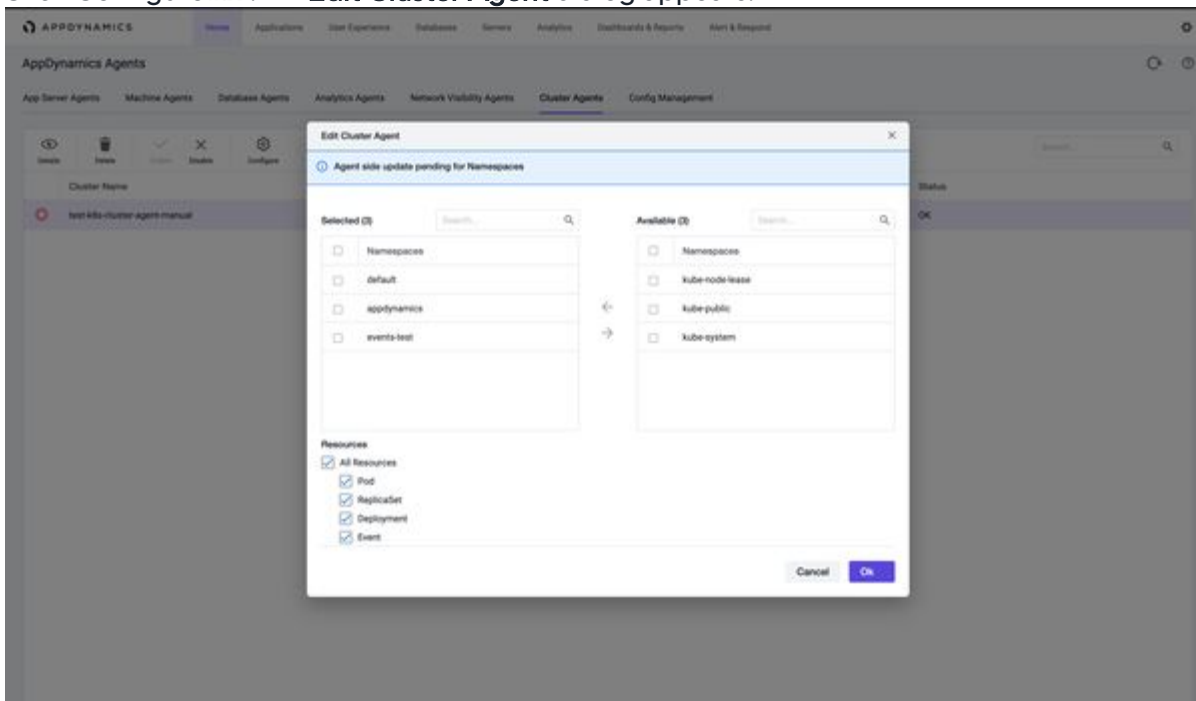 Edit Cluster Agent
APPDYNAMICS Home Applications User Experience Databases Servers Analytics Dashboards & Reports Alert & Respond
AppDynamics Agents
App Server Agents Machine Agents Database Agents Analytics Agents Network Visibility Agents Cluster Agents Config Management
Details Delete Disable Configure Search...
Cluster Name Status
test-k8s-cluster-agent-manual OK
Edit Cluster Agent
Agent side update pending for Namespaces
Selected (3) Search... Available (3) Search...
Namespaces Namespaces
default kube-node-lease
appdynamics kube-public
events-test kube-system
Resources
All Resources
Pod
ReplicaSet
Deployment
Event
Cancel Ok